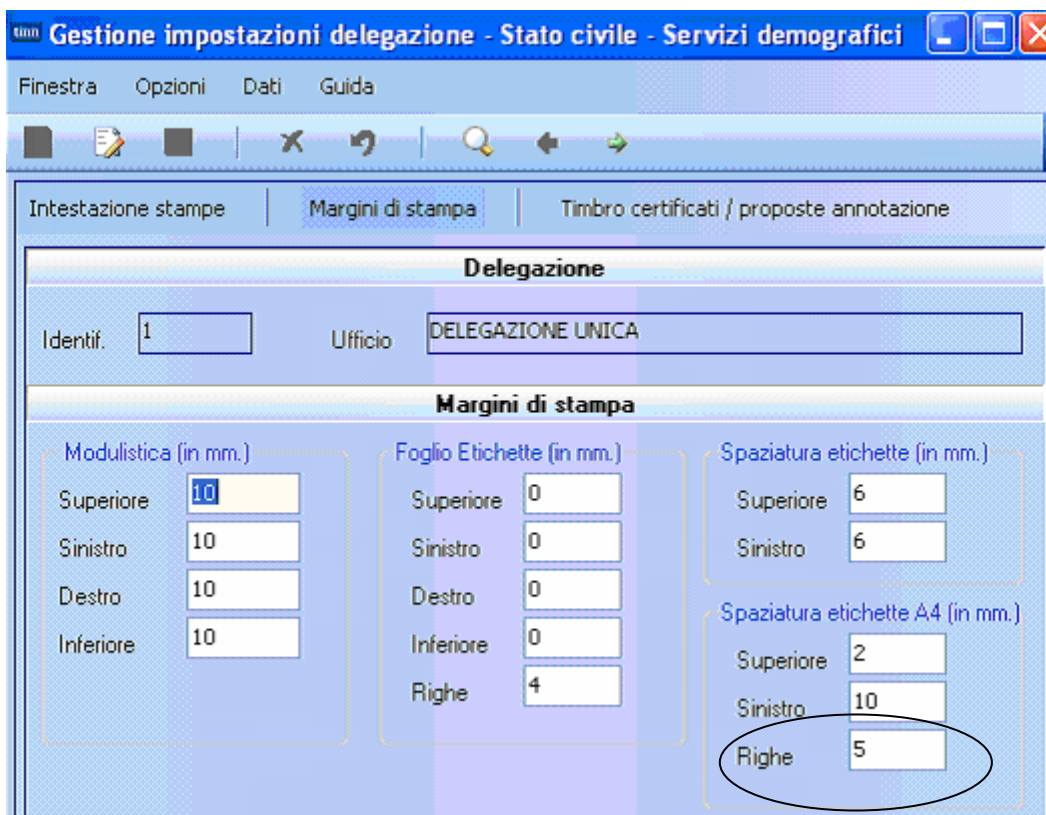 tinn Gestione impostazioni delegazione - Stato civile - Servizi demografici
Finestra Opzioni Dati Guida
Intestazione stampe Margini di stampa Timbro certificati / proposte annotazione
Delegazione
Identif. 1 Ufficio DELEGAZIONE UNICA
Margini di stampa
Modulistica (in mm.)
Superiore 10
Sinistro 10
Destro 10
Inferiore 10
Foglio Etichette (in mm.)
Superiore 0
Sinistro 0
Destro 0
Inferiore 0
Righe 4
Spaziatura etichette (in mm.)
Superiore 6
Sinistro 6
Spaziatura etichette A4 (in mm.)
Superiore 2
Sinistro 10
Righe 5